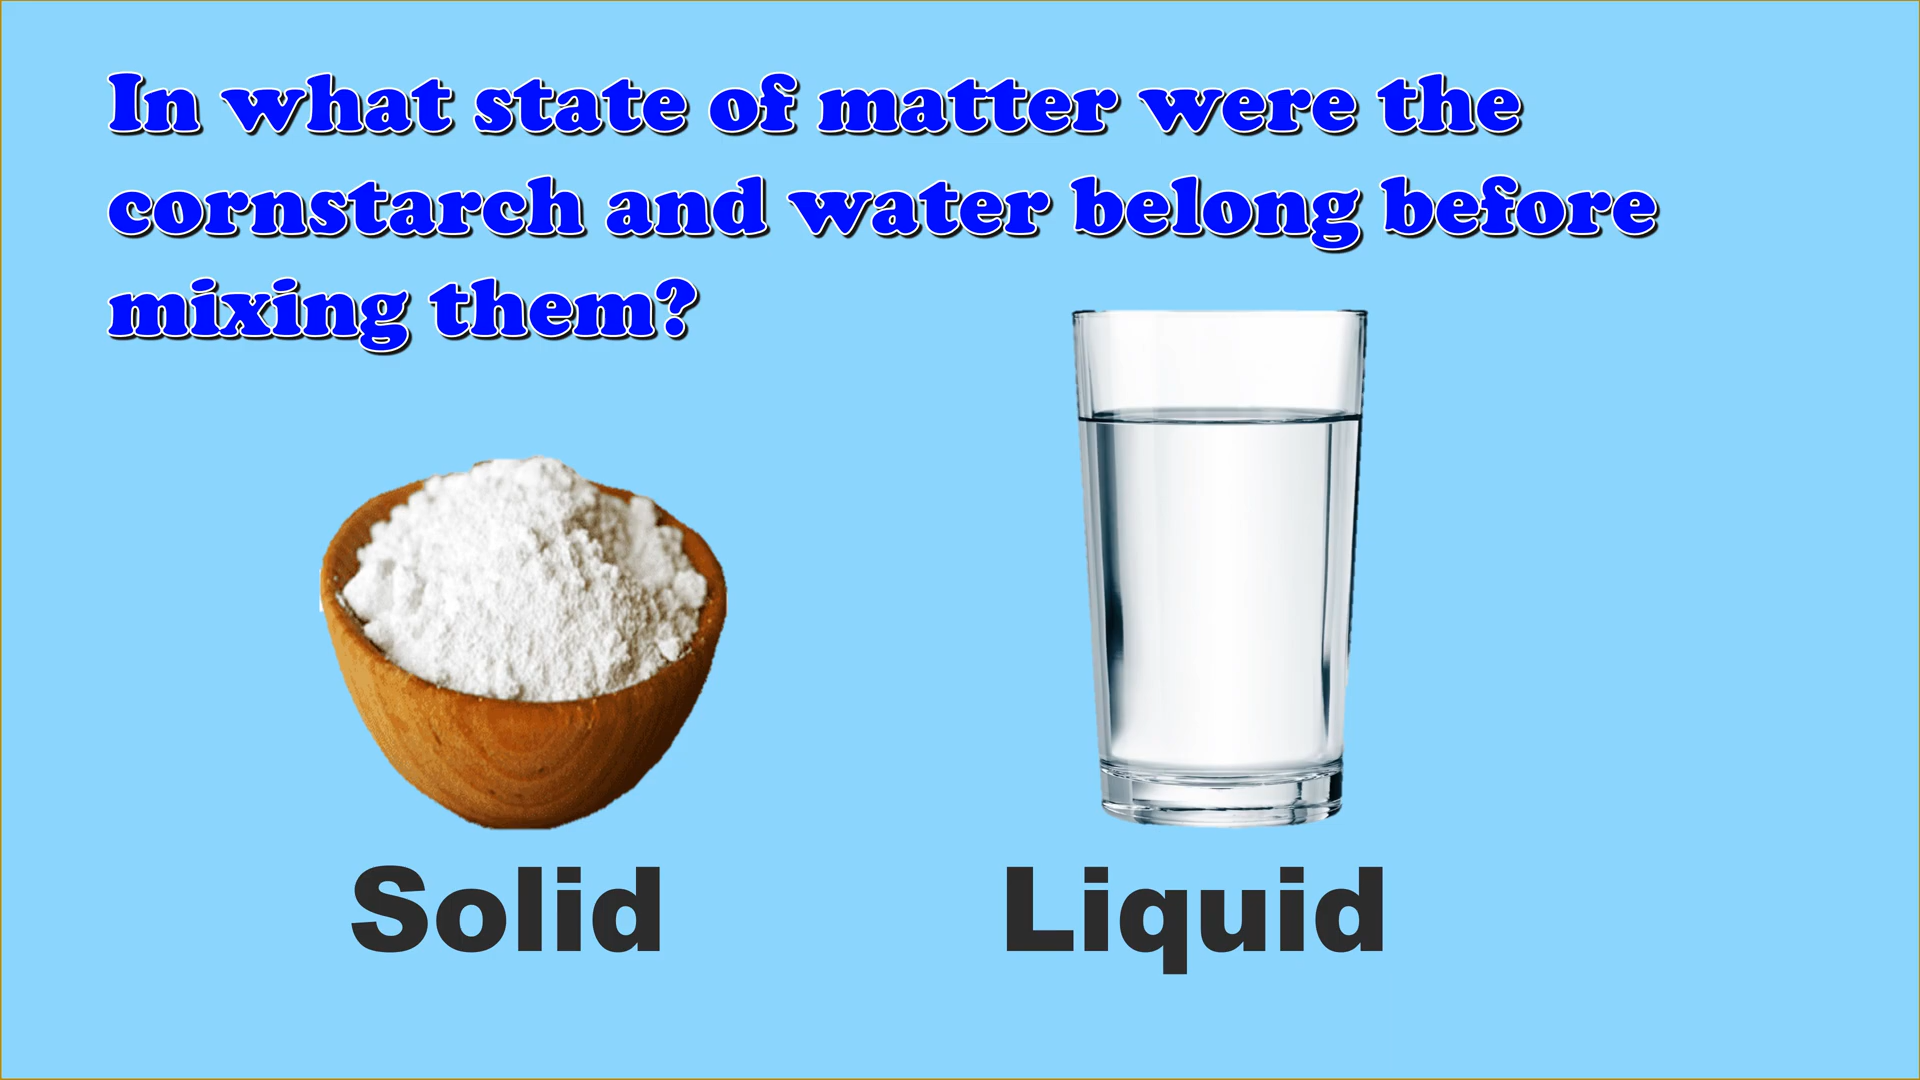 In what state of matter were the
cornstarch and water belong before
mixing them?
Solid
Liquid